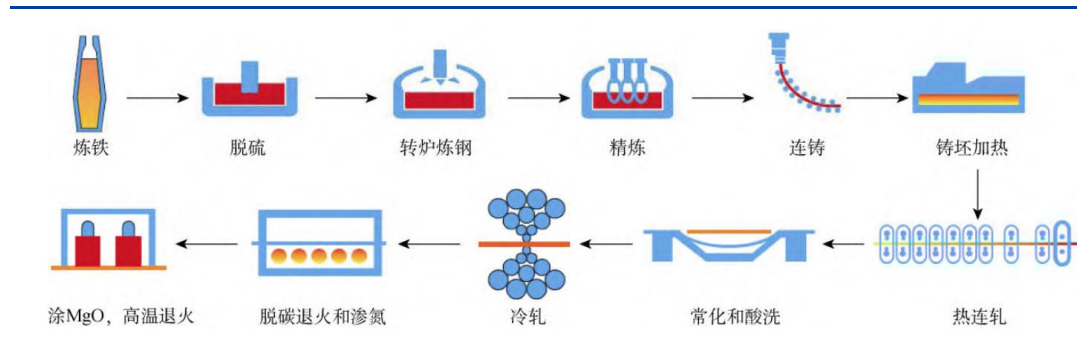 炼铁
脱硫
转炉炼钢
精炼
连铸
铸坯加热
涂MgO，高温退火
脱碳退火和渗氮
冷轧
常化和酸洗
热连轧